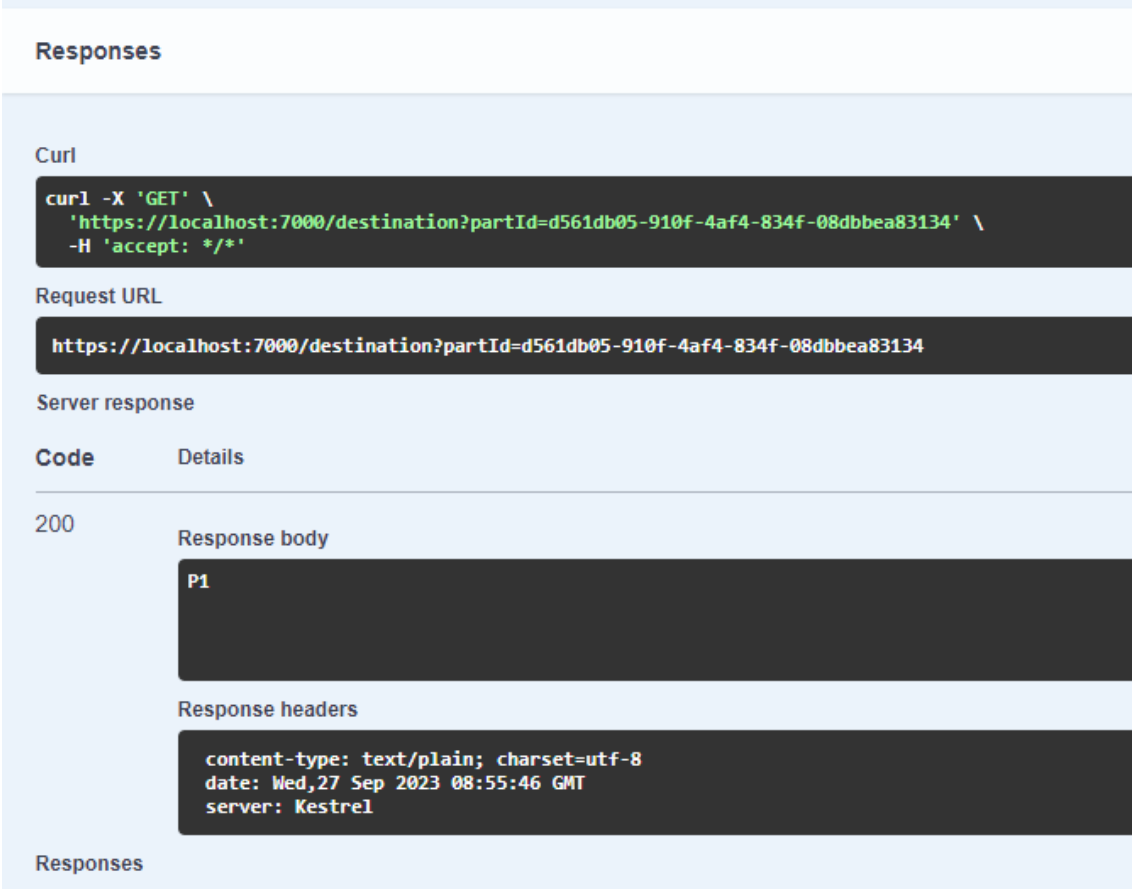 Responses
Curl
curl -X 'GET' \
'https://localhost:7000/destination?partId=d561db05-910f-4af4-834f-08dbbea83134' \
-H 'accept: */*'
Request URL
https://localhost:7000/destination?partId=d561db05-910f-4af4-834f-08dbbea83134
Server response
Code Details
200
Response body
P1
Response headers
content-type: text/plain; charset=utf-8
date: Wed,27 Sep 2023 08:55:46 GMT
server: Kestrel
Responses